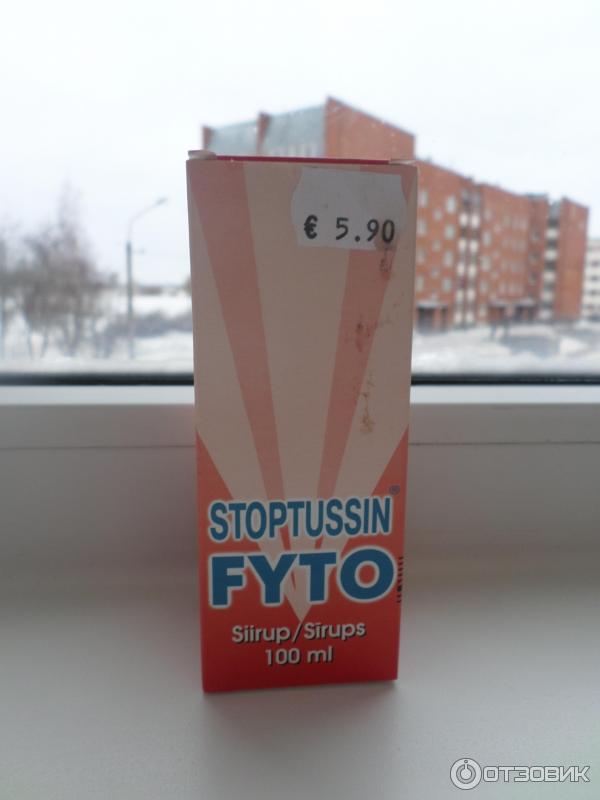 € 5.90
STOPTUSSIN®
FYTO
Siirup/Sīrups
100 ml
ОТЗОВИК